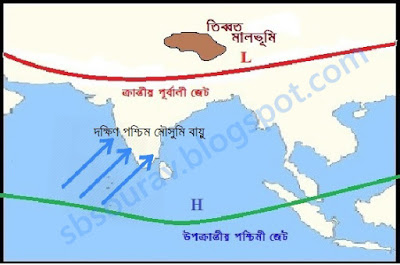 তিব্বত
মালভূমি
L
ক্রান্তীয় পূর্বালী জেট
দক্ষিণ পশ্চিম মৌসুমি বায়ু
H
উপক্রান্তীয় পশ্চিমী জেট
sbsourav.blogspot.com